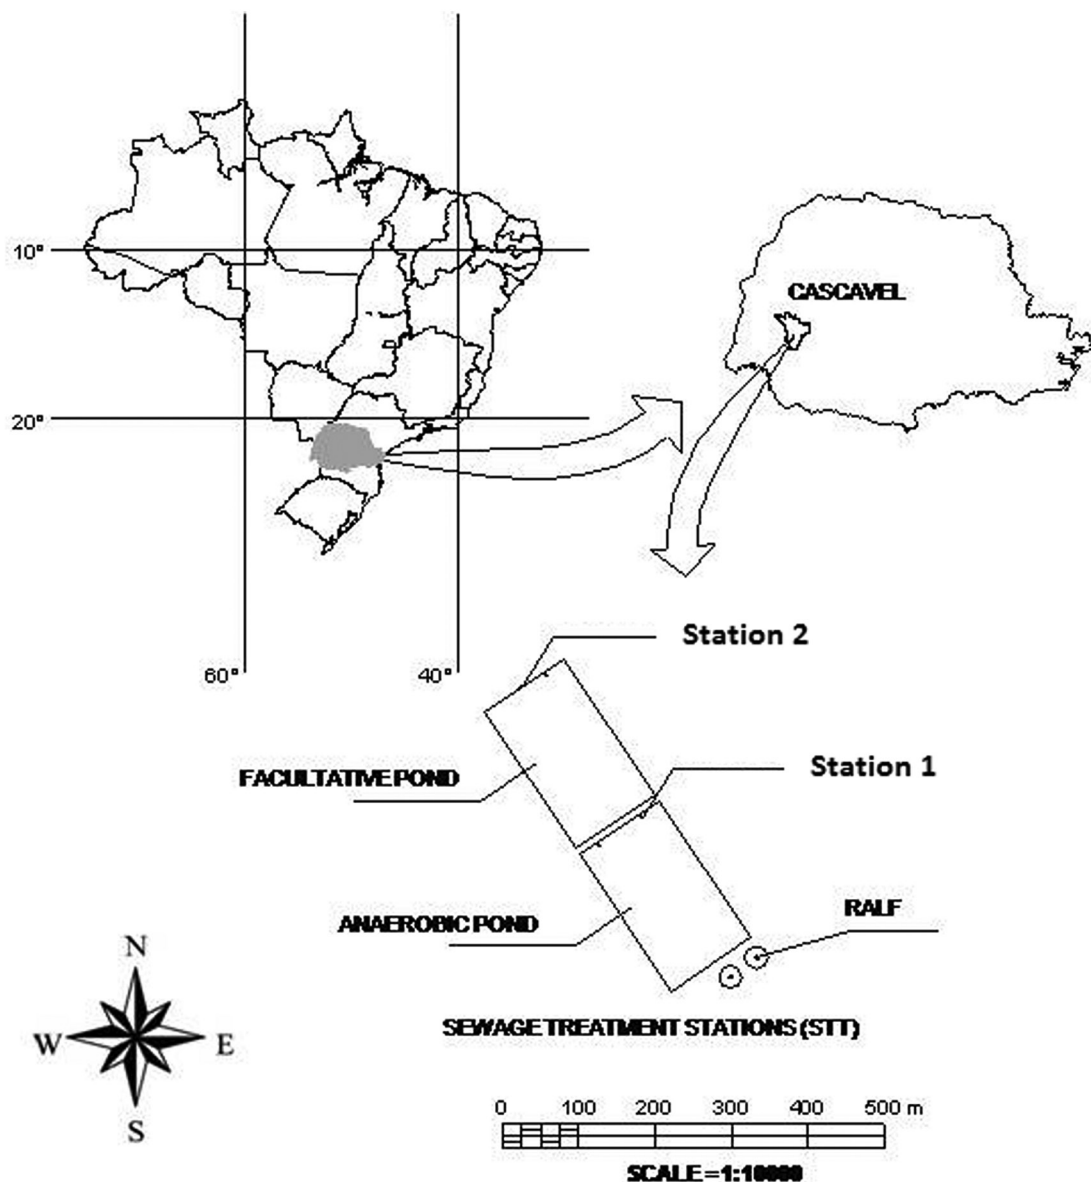 10°
CASCAVEL
20°
60°
40°
Station 2
Station 1
FACULTATIVE POND
ANAEROBIC POND
RALF
N
W
E
S
SEWAGE TREATMENT STATIONS (STT)
0 100 200 300 400 500 m
SCALE = 1:10000